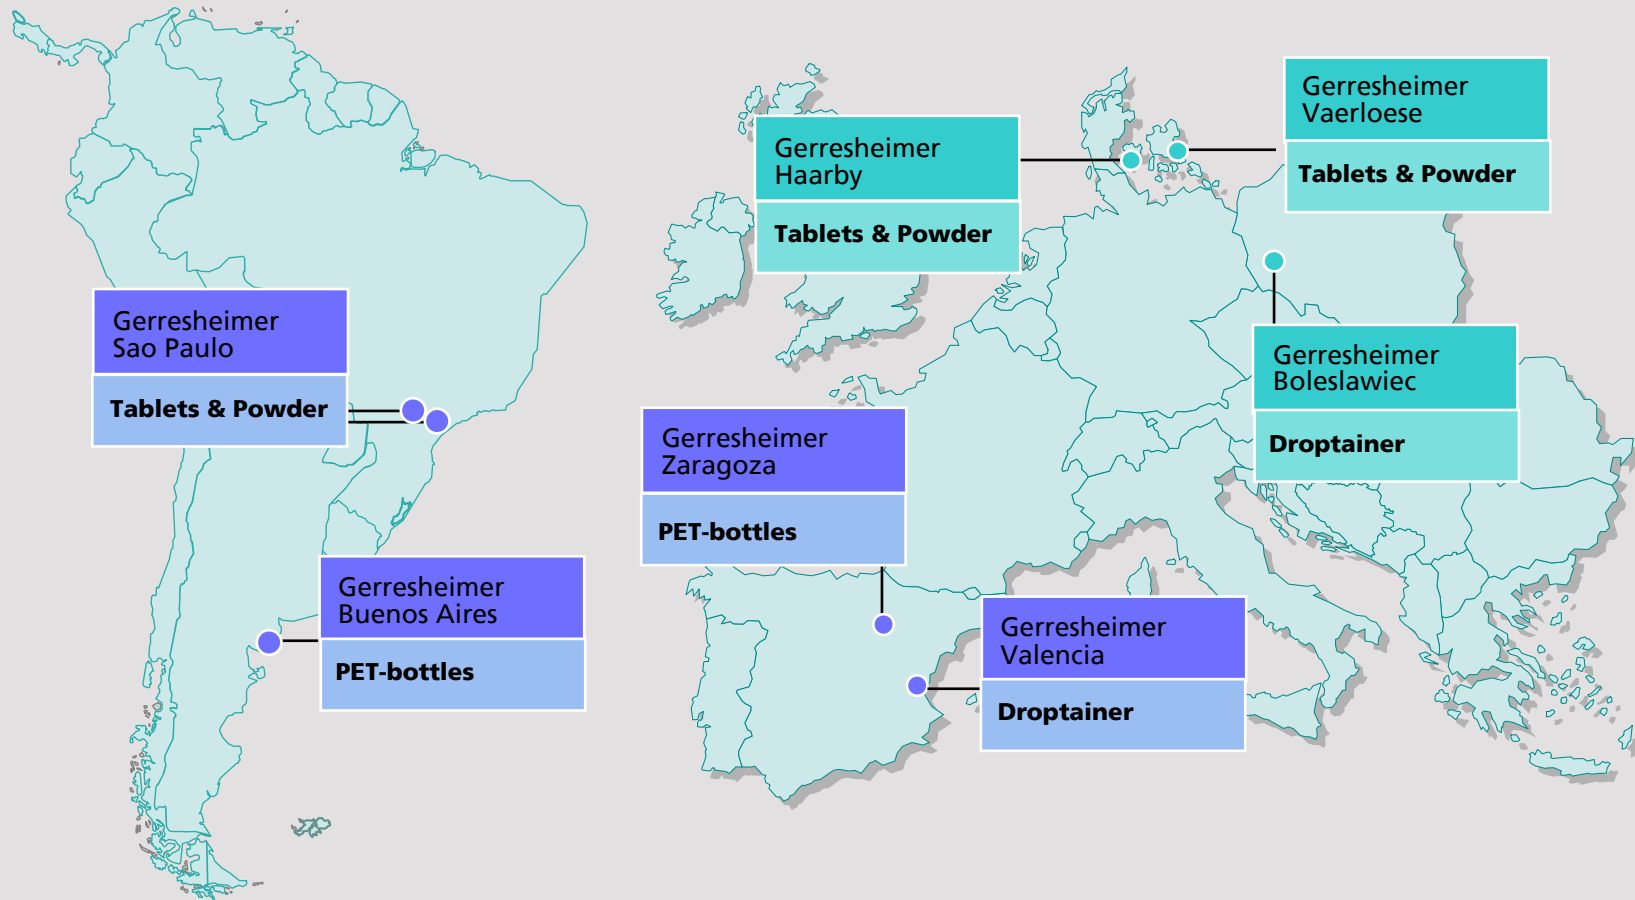 Gerresheimer
Sao Paulo
Tablets & Powder
Gerresheimer
Buenos Aires
PET-bottles
Gerresheimer
Haarby
Tablets & Powder
Gerresheimer
Vaerloese
Tablets & Powder
Gerresheimer
Boleslawiec
Droptainer
Gerresheimer
Zaragoza
PET-bottles
Gerresheimer
Valencia
Droptainer